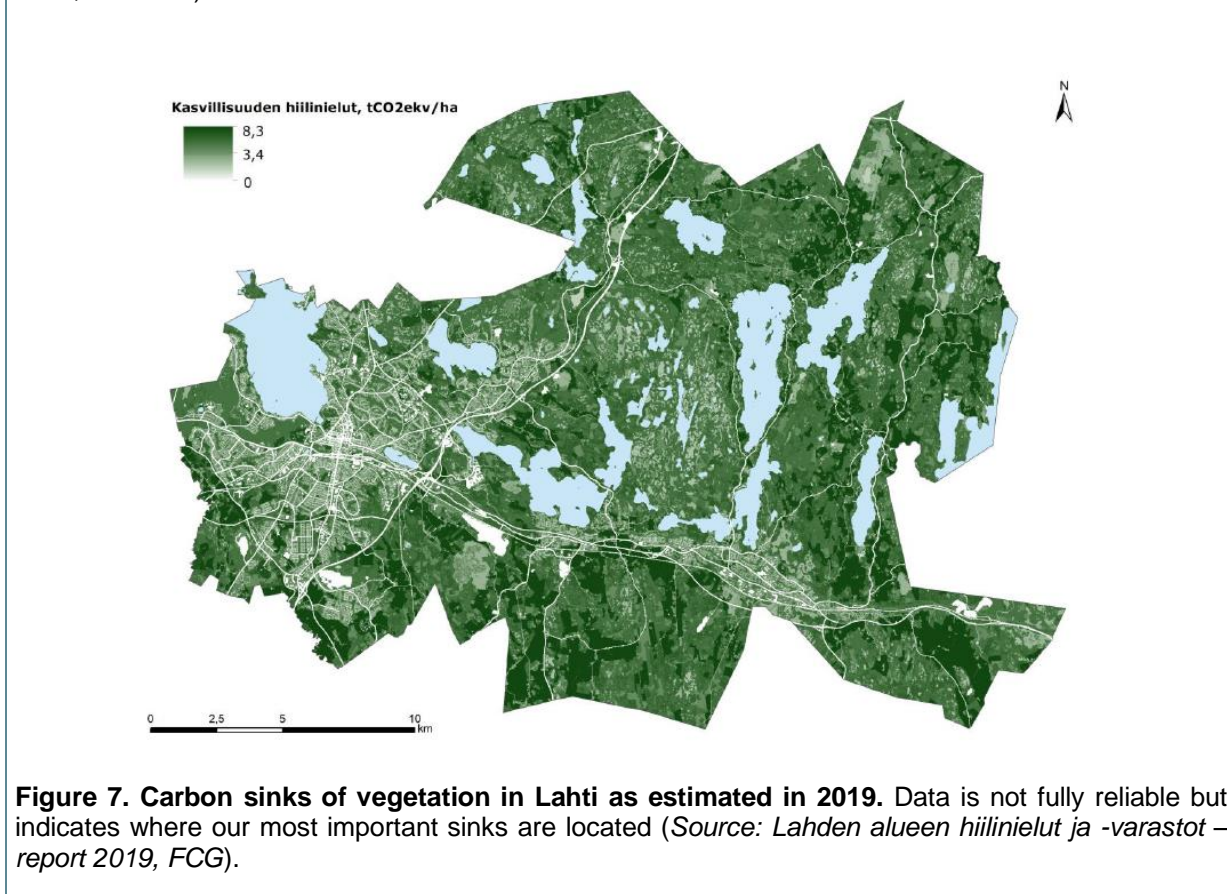 N
Kasvillisuuden hiilinielut, tCO2ekv/ha
8,3
3,4
0
0 2,5 5 10
km
Figure 7. Carbon sinks of vegetation in Lahti as estimated in 2019. Data is not fully reliable but
indicates where our most important sinks are located (Source: Lahden alueen hiilinielut ja -varastot –
report 2019, FCG).